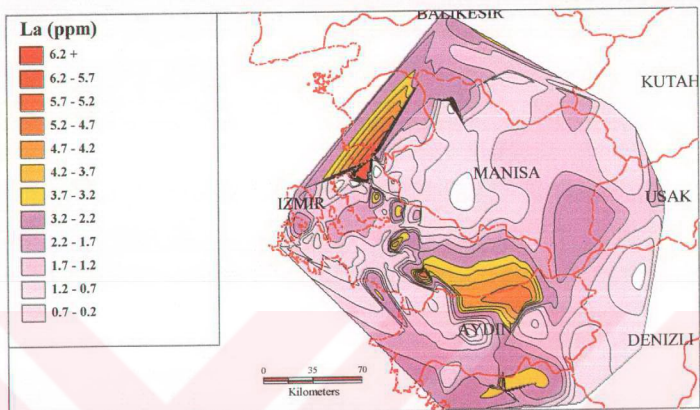 La (ppm)
6.2 +
6.2 - 5.7
5.7 - 5.2
5.2 - 4.7
4.7 - 4.2
4.2 - 3.7
3.7 - 3.2
3.2 - 2.2
2.2 - 1.7
1.7 - 1.2
1.2 - 0.7
0.7 - 0.2
BALIKESIR
KUTAH
MANISA
IZMIR
USAK
AYDIN
DENIZLI
0 35 70
Kilometers